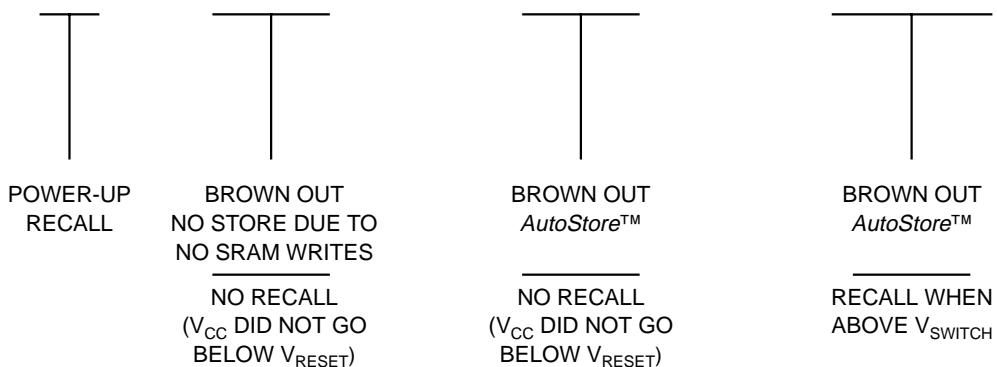 POWER-UP
RECALL
BROWN OUT
NO STORE DUE TO
NO SRAM WRITES
NO RECALL
(VCC DID NOT GO
BELOW VRESET)
BROWN OUT
AutoStore™
NO RECALL
(VCC DID NOT GO
BELOW VRESET)
BROWN OUT
AutoStore™
RECALL WHEN
ABOVE VSWITCH